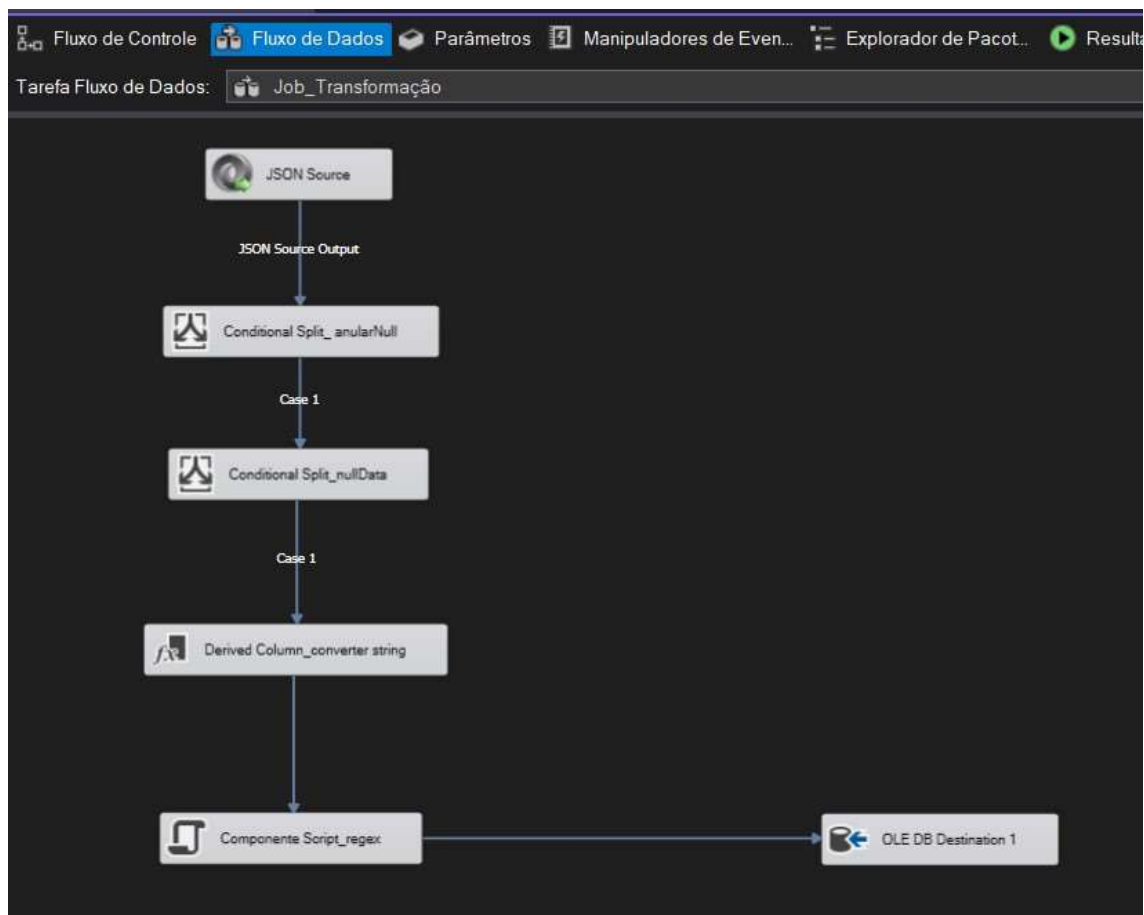 Fluxo de Controle Fluxo de Dados Parâmetros Manipuladores de Even... Explorador de Pacot... Resulta
Tarefa Fluxo de Dados: Job_Transformação
JSON Source
JSON Source Output
Conditional Split_ anularNull
Case 1
Conditional Split_nullData
Case 1
Derived Column_converter string
Componente Script_regex OLE DB Destination 1